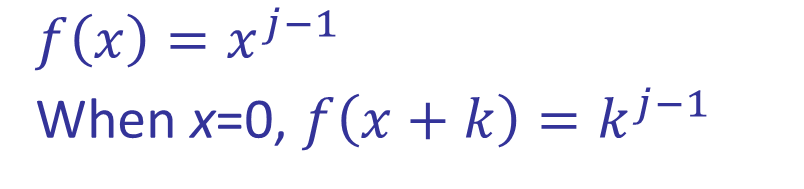 f(x) = x^{j-1}
When x=0, f(x + k) = k^{j-1}